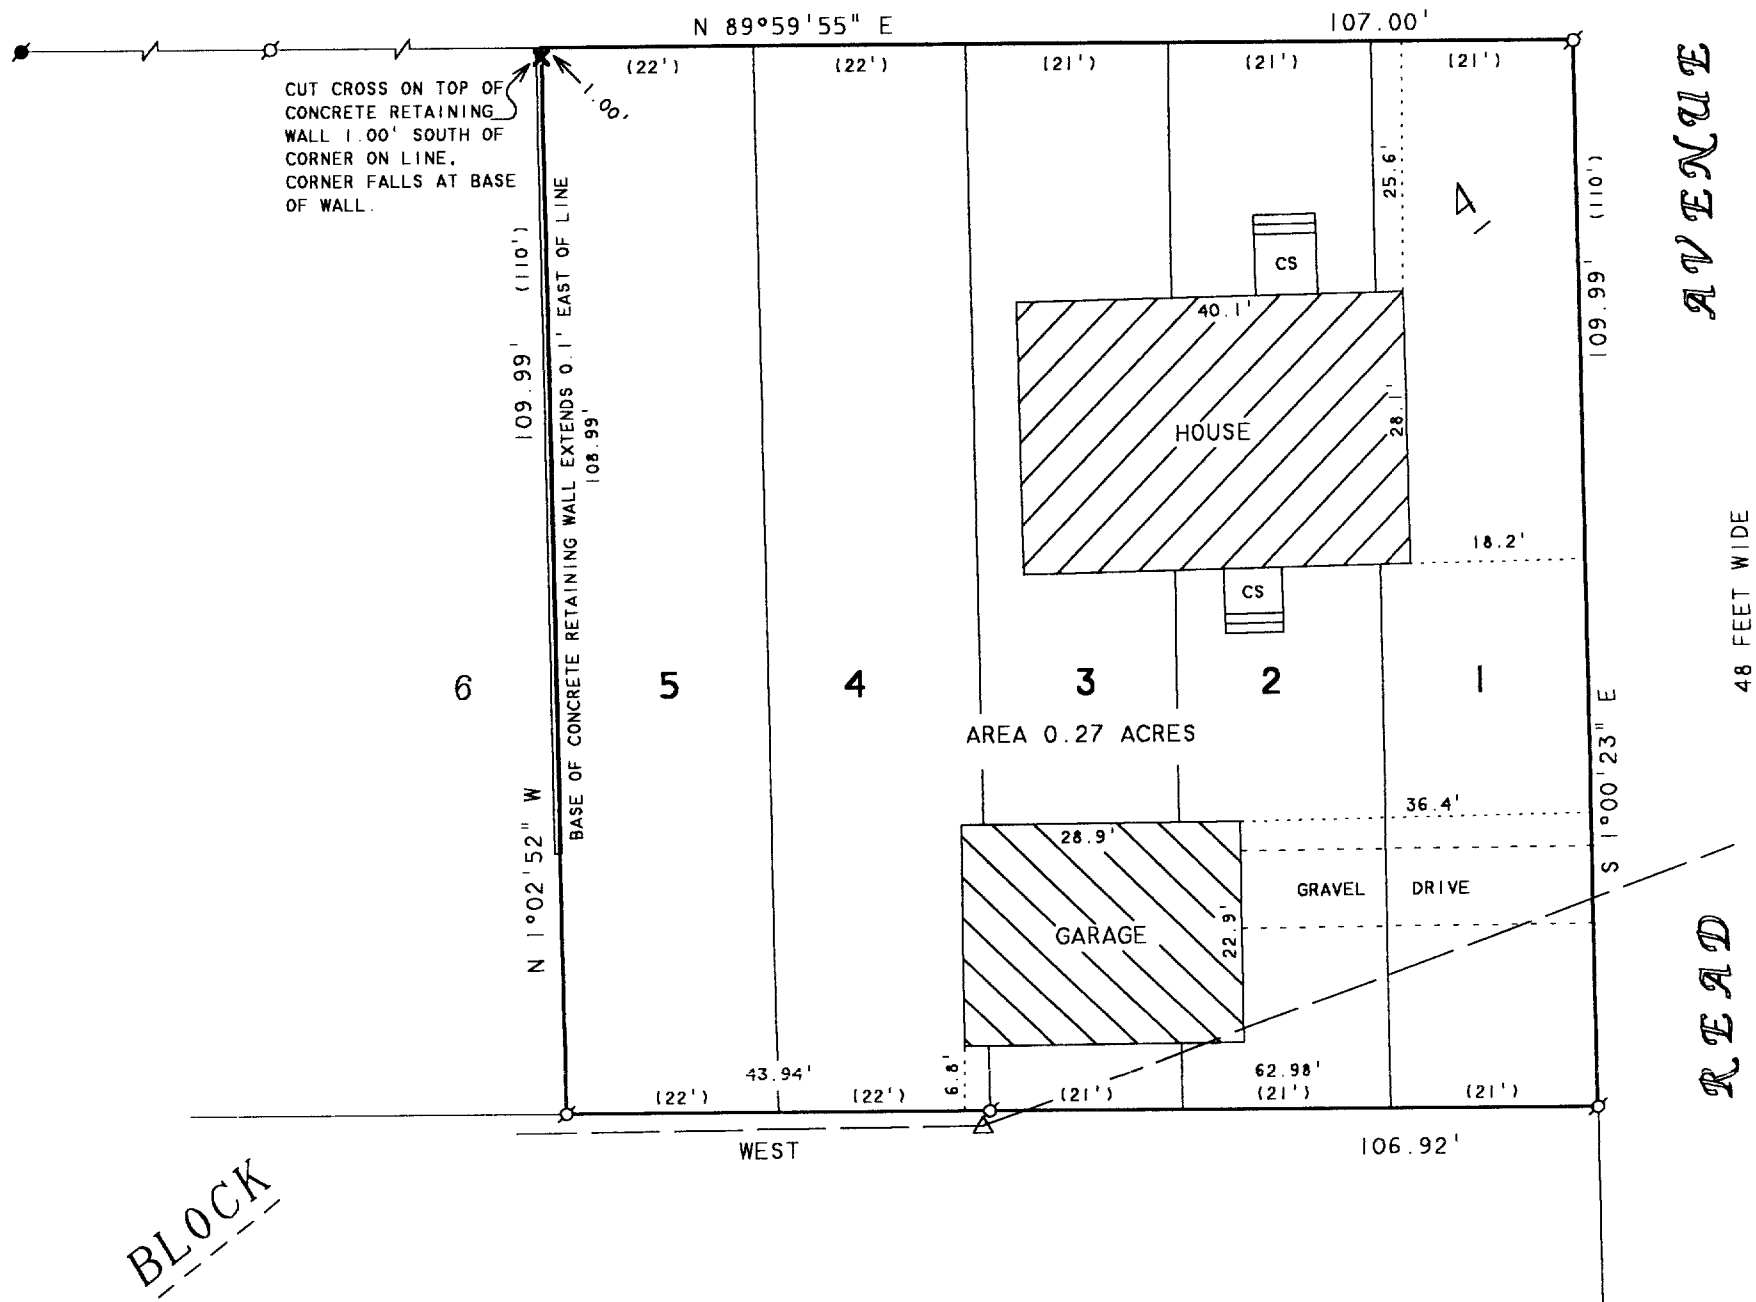 N 89°59'55" E
107.00'
(22')
(22')
(21')
(21')
(21')
CUT CROSS ON TOP OF
CONCRETE RETAINING
WALL 1.00' SOUTH OF
CORNER ON LINE.
CORNER FALLS AT BASE
OF WALL.
1.00'
109.99' (110')
N 1°02'52" W
BASE OF CONCRETE RETAINING WALL EXTENDS 0.1' EAST OF LINE
108.99'
25.6'
CS
40.1'
HOUSE
28.1'
18.2'
CS
109.99' (110')
S 1°00'23" E
AVENUE
48 FEET WIDE
READ
6
5
4
3
2
1
AREA 0.27 ACRES
36.4'
28.9'
GRAVEL DRIVE
GARAGE
22.9'
6.8'
43.94'
62.98'
(22')
(22')
(21')
(21')
(21')
WEST
106.92'
BLOCK